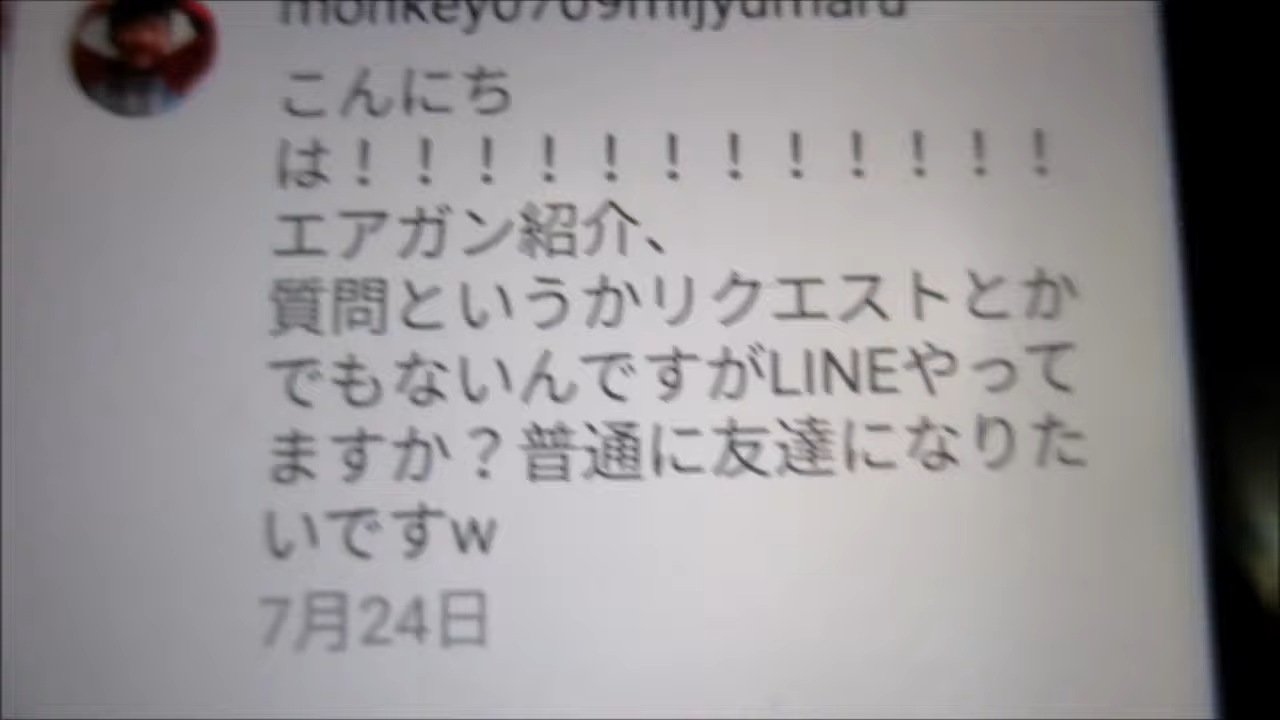 monkey0709mijyumaru
こんにち
は！！！！！！！！！！！！
エアガン紹介、
質問というかリクエストとか
でもないんですがLINEやって
ますか？普通に友達になりた
いですw
7月24日